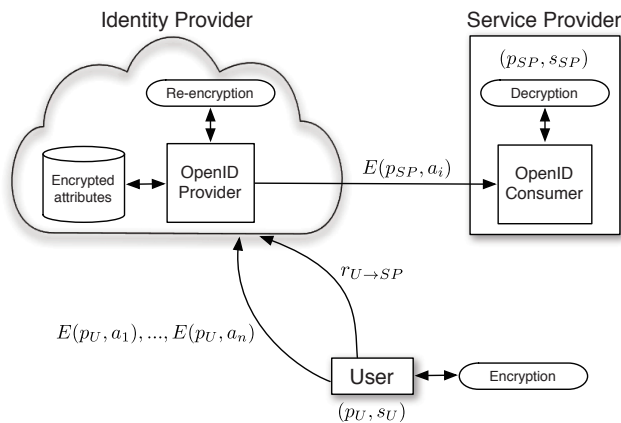 Identity Provider
Service Provider
(p_{SP}, s_{SP})
Re-encryption
Decryption
Encrypted
attributes
OpenID
Provider
E(p_{SP}, a_i)
OpenID
Consumer
r_{U→SP}
E(p_U, a_1), ..., E(p_U, a_n)
User
Encryption
(p_U, s_U)